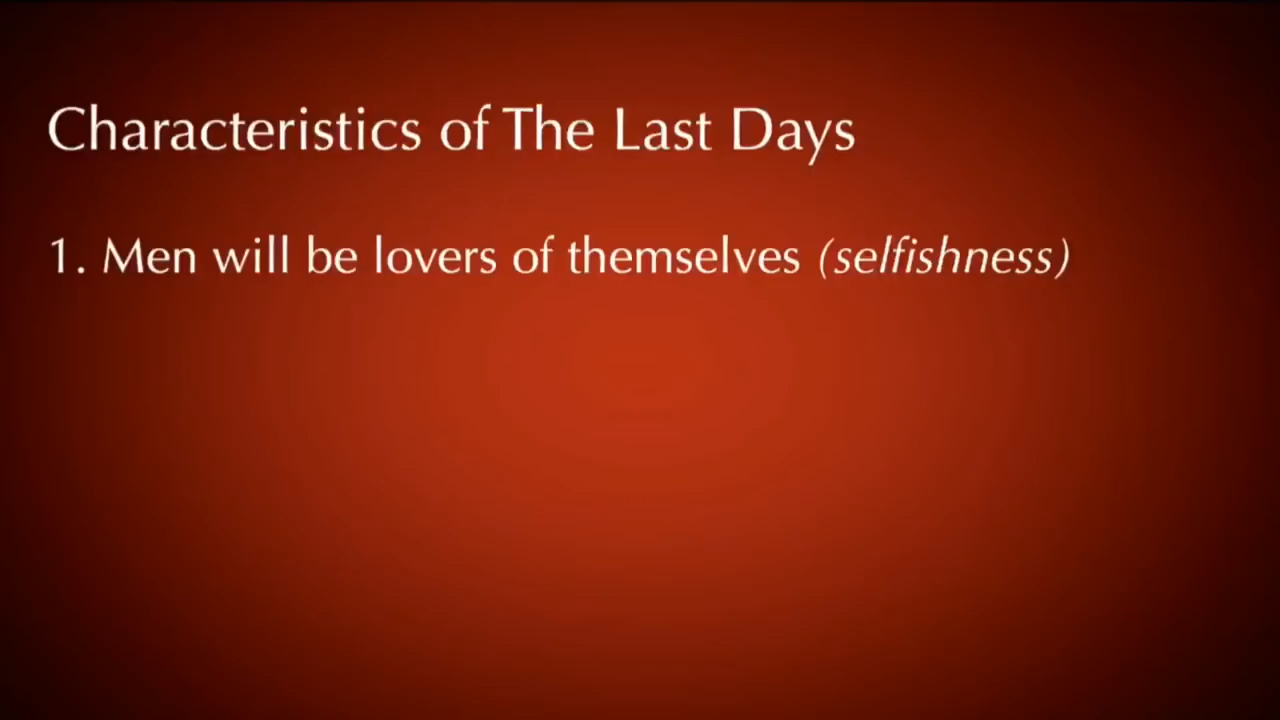 Characteristics of The Last Days
1. Men will be lovers of themselves (selfishness)